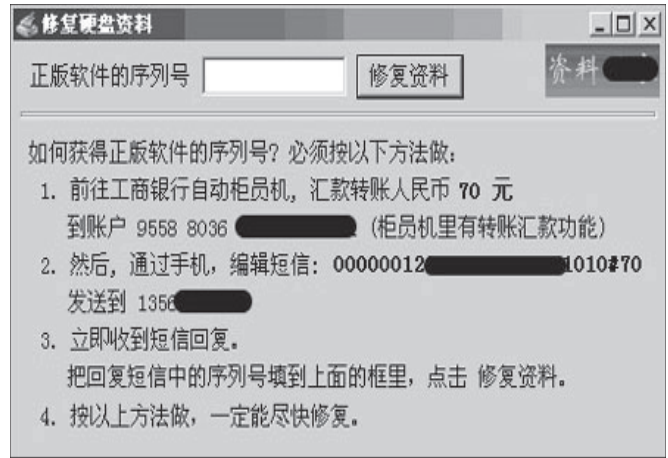 修复硬盘资料
正版软件的序列号 修复资料 资料
如何获得正版软件的序列号? 必须按以下方法做:
1. 前往工商银行自动柜员机, 汇款转账人民币 70 元
到账户 9558 8036 (柜员机里有转账汇款功能)
2. 然后, 通过手机, 编辑短信: 00000012 1010#70
发送到 1356
3. 立即收到短信回复。
把回复短信中的序列号填到上面的框里, 点击 修复资料。
4. 按以上方法做, 一定能尽快修复。